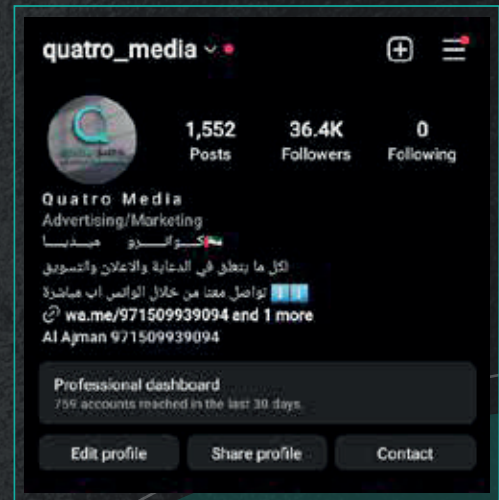 quatro_media
1,552
36.4K
0
Posts
Followers
Following
Quatro Media
Advertising/Marketing
كـــواتـــــرو ميـــديـــا
لكل ما يتعلق في الدعاية والاعلان والتسويق
تواصل معنا من خلال الواتس اب مباشرة
wa.me/971509939094 and 1 more
Al Ajman 971509939094
Professional dashboard
759 accounts reached in the last 30 days.
Edit profile
Share profile
Contact